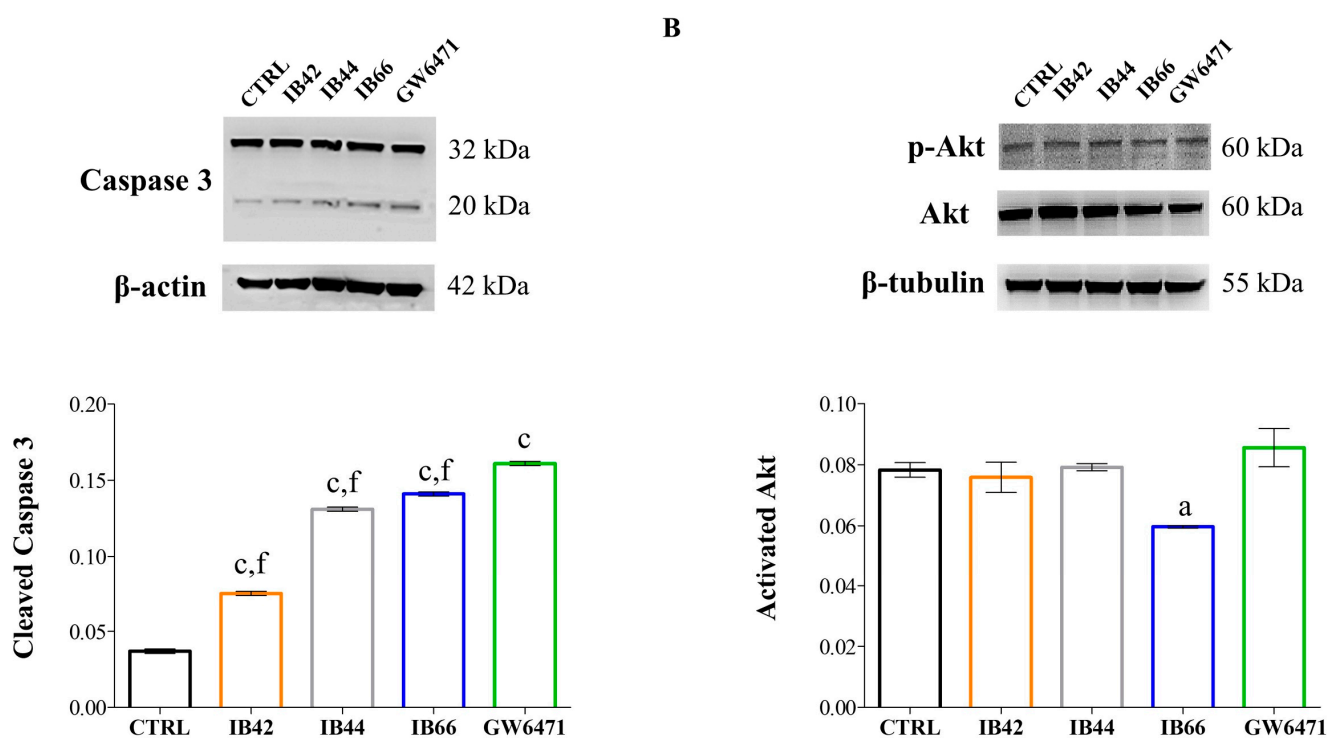 B
CTRL IB42 IB44 IB66 GW6471
Caspase 3
32 kDa
20 kDa
β-actin
42 kDa
CTRL IB42 IB44 IB66 GW6471
p-Akt
60 kDa
Akt
60 kDa
β-tubulin
55 kDa
Cleaved Caspase 3
0.20
0.15
0.10
0.05
0.00
c,f
c,f
c,f
c
CTRL IB42 IB44 IB66 GW6471
Activated Akt
0.10
0.08
0.06
0.04
0.02
0.00
a
CTRL IB42 IB44 IB66 GW6471